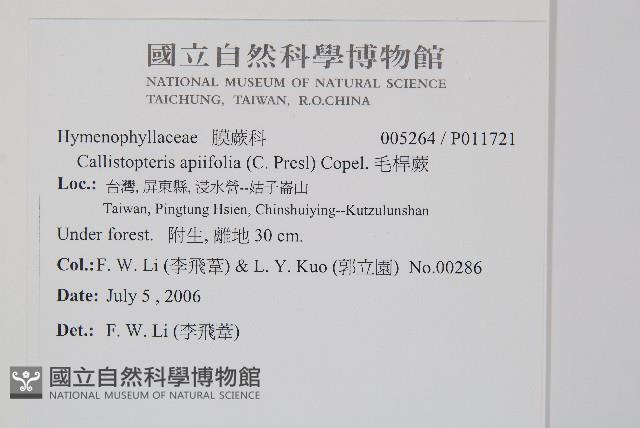 國立自然科學博物館
NATIONAL MUSEUM OF NATURAL SCIENCE
TAICHUNG, TAIWAN, R.O.CHINA
Hymenophyllaceae 膜蕨科 005264 / P011721
Callistopteris apiifolia (C. Presl) Copel. 毛桿蕨
Loc.: 台灣, 屏東縣, 浸水營--姑子崙山
Taiwan, Pingtung Hsien, Chinshuiying--Kutzulunshan
Under forest. 附生, 離地 30 cm.
Col.:F. W. Li (李飛葦) & L. Y. Kuo (郭立園) No.00286
Date: July 5 , 2006
Det.: F. W. Li (李飛葦)
國立自然科學博物館
NATIONAL MUSEUM OF NATURAL SCIENCE